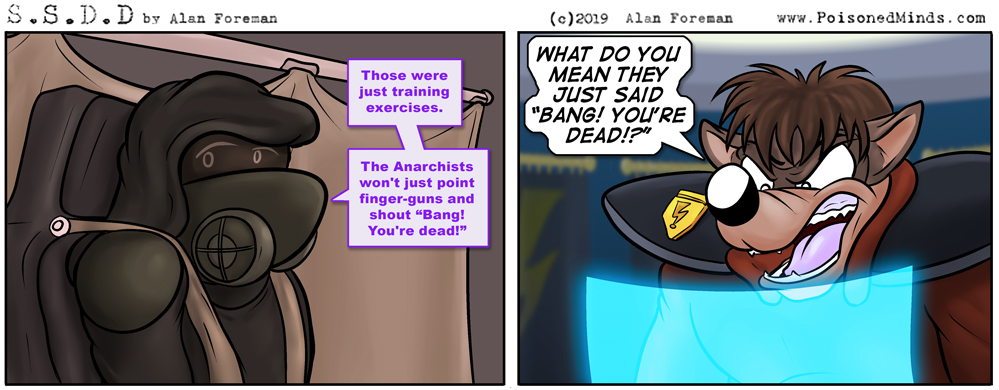 S.S.D.D by Alan Foreman (c)2019 Alan Foreman www.PoisonedMinds.com
Those were
just training
exercises.
The Anarchists
won't just point
finger-guns and
shout “Bang!
You're dead!”
WHAT DO YOU
MEAN THEY
JUST SAID
“BANG! YOU'RE
DEAD!?”